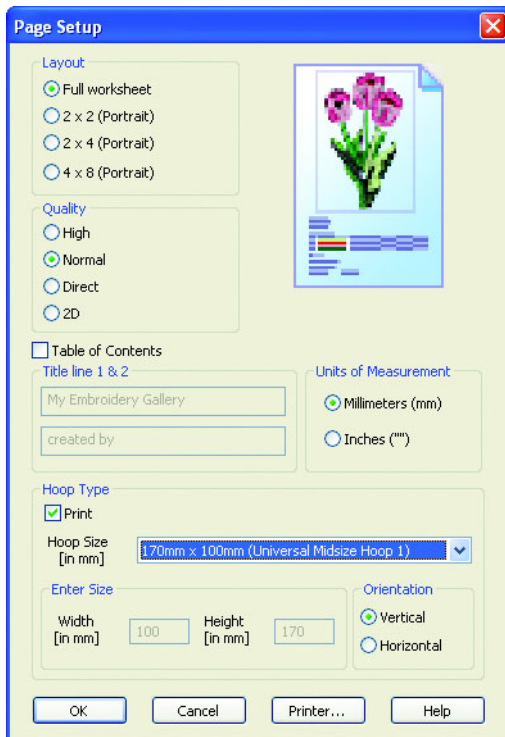 Page Setup
Layout
Full worksheet
2 x 2 (Portrait)
2 x 4 (Portrait)
4 x 8 (Portrait)
Quality
High
Normal
Direct
2D
Table of Contents
Title line 1 & 2
My Embroidery Gallery
created by
Units of Measurement
Millimeters (mm)
Inches ("")
Hoop Type
Print
Hoop Size
[in mm]
170mm x 100mm (Universal Midsize Hoop 1)
Enter Size
Width
[in mm]
100
Height
[in mm]
170
Orientation
Vertical
Horizontal
OK
Cancel
Printer...
Help